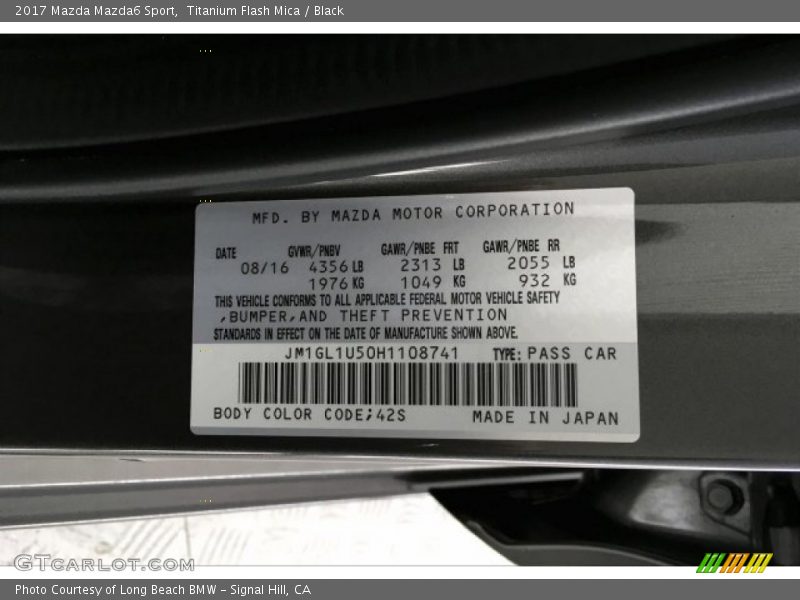 2017 Mazda Mazda6 Sport,  Titanium Flash Mica / Black
MFD. BY MAZDA MOTOR CORPORATION
DATE GVWR/PNBV GAWR/PNBE FRT GAWR/PNBE RR
08/16 4356 LB 2313 LB 2055 LB
1976 KG 1049 KG 932 KG
THIS VEHICLE CONFORMS TO ALL APPLICABLE FEDERAL MOTOR VEHICLE SAFETY
,BUMPER,AND THEFT PREVENTION
STANDARDS IN EFFECT ON THE DATE OF MANUFACTURE SHOWN ABOVE.
JM1GL1U50H1108741 TYPE: PASS CAR
BODY COLOR CODE;42S MADE IN JAPAN
GTcarlot.com
Photo Courtesy of Long Beach BMW - Signal Hill, CA